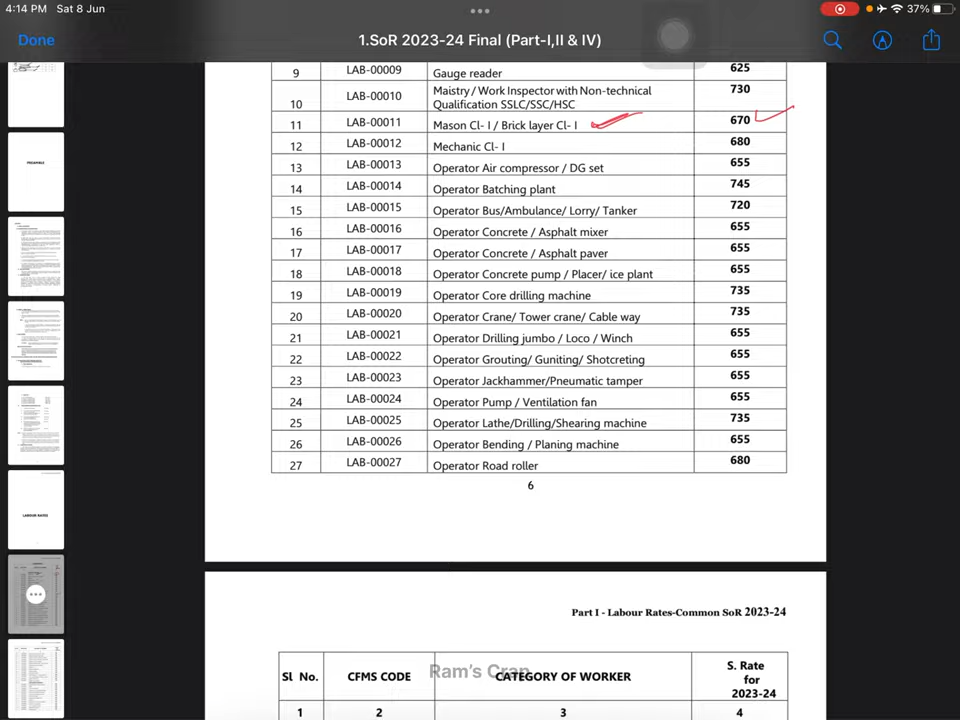 4:14 PM Sat 8 Jun
37%
Done
1.SoR 2023-24 Final (Part-I,II & IV)
9 LAB-00009 Gauge reader 625
10 LAB-00010 Maistry / Work Inspector with Non-technical Qualification SSLC/SSC/HSC 730
11 LAB-00011 Mason Cl- I / Brick layer Cl- I 670
12 LAB-00012 Mechanic Cl- I 680
13 LAB-00013 Operator Air compressor / DG set 655
14 LAB-00014 Operator Batching plant 745
15 LAB-00015 Operator Bus/Ambulance/ Lorry/ Tanker 720
16 LAB-00016 Operator Concrete / Asphalt mixer 655
17 LAB-00017 Operator Concrete / Asphalt paver 655
18 LAB-00018 Operator Concrete pump / Placer/ ice plant 655
19 LAB-00019 Operator Core drilling machine 735
20 LAB-00020 Operator Crane/ Tower crane/ Cable way 735
21 LAB-00021 Operator Drilling jumbo / Loco / Winch 655
22 LAB-00022 Operator Grouting/ Guniting/ Shotcreting 655
23 LAB-00023 Operator Jackhammer/Pneumatic tamper 655
24 LAB-00024 Operator Pump / Ventilation fan 655
25 LAB-00025 Operator Lathe/Drilling/Shearing machine 735
26 LAB-00026 Operator Bending / Planing machine 655
27 LAB-00027 Operator Road roller 680
6
Part I - Labour Rates-Common SoR 2023-24
Sl No. CFMS CODE CATEGORY OF WORKER S. Rate for 2023-24
1 2 3 4
LABOUR RATES